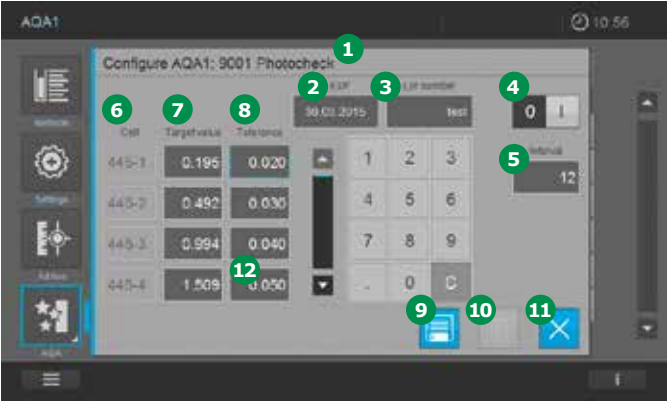 AQA1
10:56
Configure AQA1: 9001 Photocheck
1
2
3
4
lot number
30.03.2015
test
0 I
5
Interval
12
6
7
8
Cell
Target value
Tolerance
445-1 0.195 0.020
445-2 0.492 0.030
445-3 0.994 0.040
445-4 1.509 0.050
12
1 2 3
4 5 6
7 8 9
. 0 C
9
10
11
Methods
Settings
Adjust
AQA
i